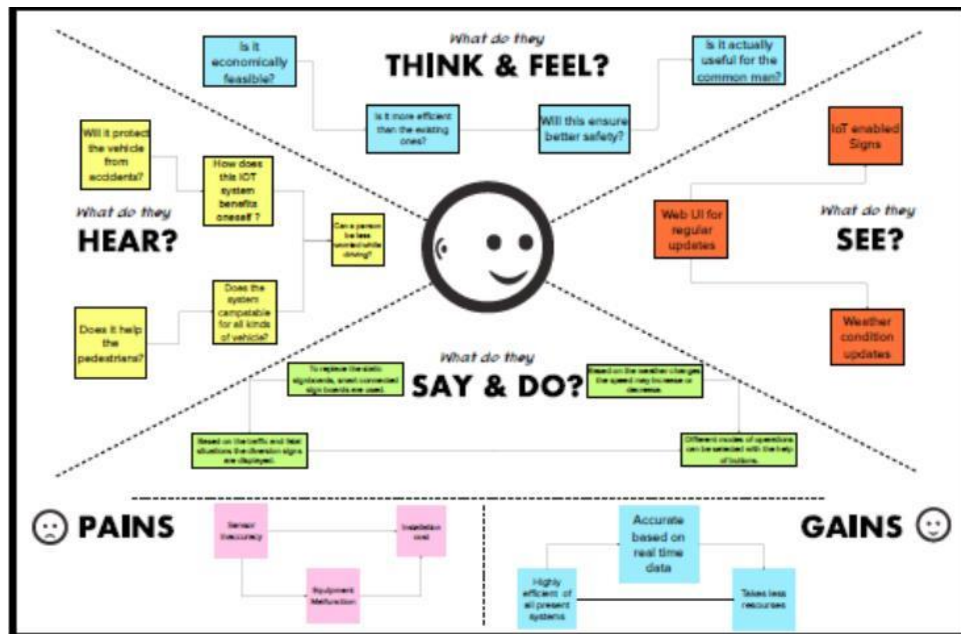 What do they
THINK & FEEL?
Is it
economically
feasible?
Is it more efficent
than the existing
ones?
Will this ensure
better safety?
Is it actually
useful for the
common man?
What do they
HEAR?
Will it protect
the vehicle
from
accidents?
How does
this IOT
system
benefits
oneself ?
Can a person
be less
worried while
driving?
Does the
system
campatable
for all kinds
of vehicle?
Does it help
the
pedestrians?
What do they
SEE?
IoT enabled
Signs
Web UI for
regular
updates
Weather
condition
updates
What do they
SAY & DO?
To replace the static
signboards, smart connected
sign boards are used.
Based on the weather changes
the speed may increase or
decrease.
Based on the traffic and fatal
situations the diversion signs
are displayed.
Different modes of operations
can be selected with the help
of buttons.
PAINS
Sensor
Inaccuracy
Installation
cost
Equipment
Malfunction
GAINS
Accurate
based on
real time
data
Highly
efficient of
all present
systems
Takes less
resourses